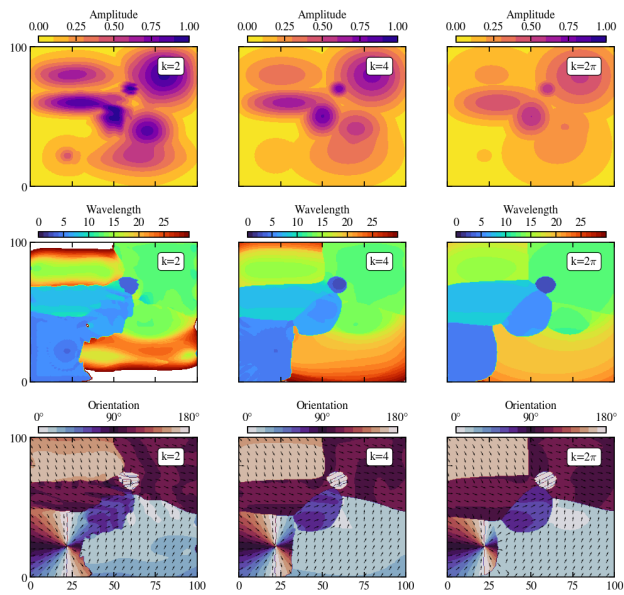 Amplitude Amplitude Amplitude
0.00 0.25 0.50 0.75 1.00 0.00 0.25 0.50 0.75 1.00 0.00 0.25 0.50 0.75 1.00
100
k=2 k=4 k=2π
0
Wavelength Wavelength Wavelength
0 5 10 15 20 25 0 5 10 15 20 25 0 5 10 15 20 25
100
k=2 k=4 k=2π
0
Orientation Orientation Orientation
0° 90° 180° 0° 90° 180° 0° 90° 180°
100
k=2 k=4 k=2π
0
0 25 50 75 100 0 25 50 75 100 0 25 50 75 100